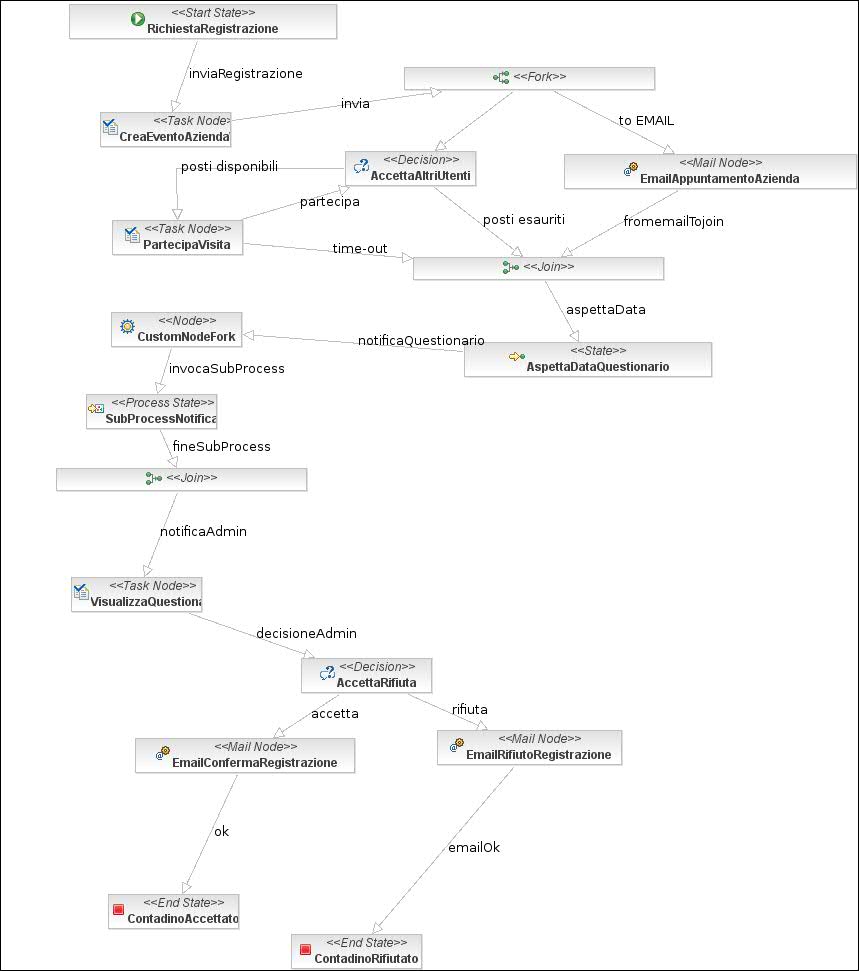 <<Start State>>
RichiestaRegistrazione
inviaRegistrazione
<<Fork>>
invia
<<Task Node>
CreaEventoAzienda
to EMAIL
<<Decision>>
AccettaAltriUtenti
<<Mail Node>>
EmailAppuntamentoAzienda
posti disponibili
partecipa
posti esauriti
fromemailTojoin
<<Task Node>>
PartecipaVisita
time-out
<<Join>>
aspettaData
<<Node>>
CustomNodeFork
notificaQuestionario
<<State>>
AspettaDataQuestionario
invocaSubProcess
<<Process State>>
SubProcessNotifica
fineSubProcess
<<Join>>
notificaAdmin
<<Task Node>>
VisualizzaQuestiona
decisioneAdmin
<<Decision>>
AccettaRifiuta
accetta
rifiuta
<<Mail Node>>
EmailConfermaRegistrazione
<<Mail Node>>
EmailRifiutoRegistrazione
ok
emailOk
<<End State>>
ContadinoAccettato
<<End State>>
ContadinoRifiutato